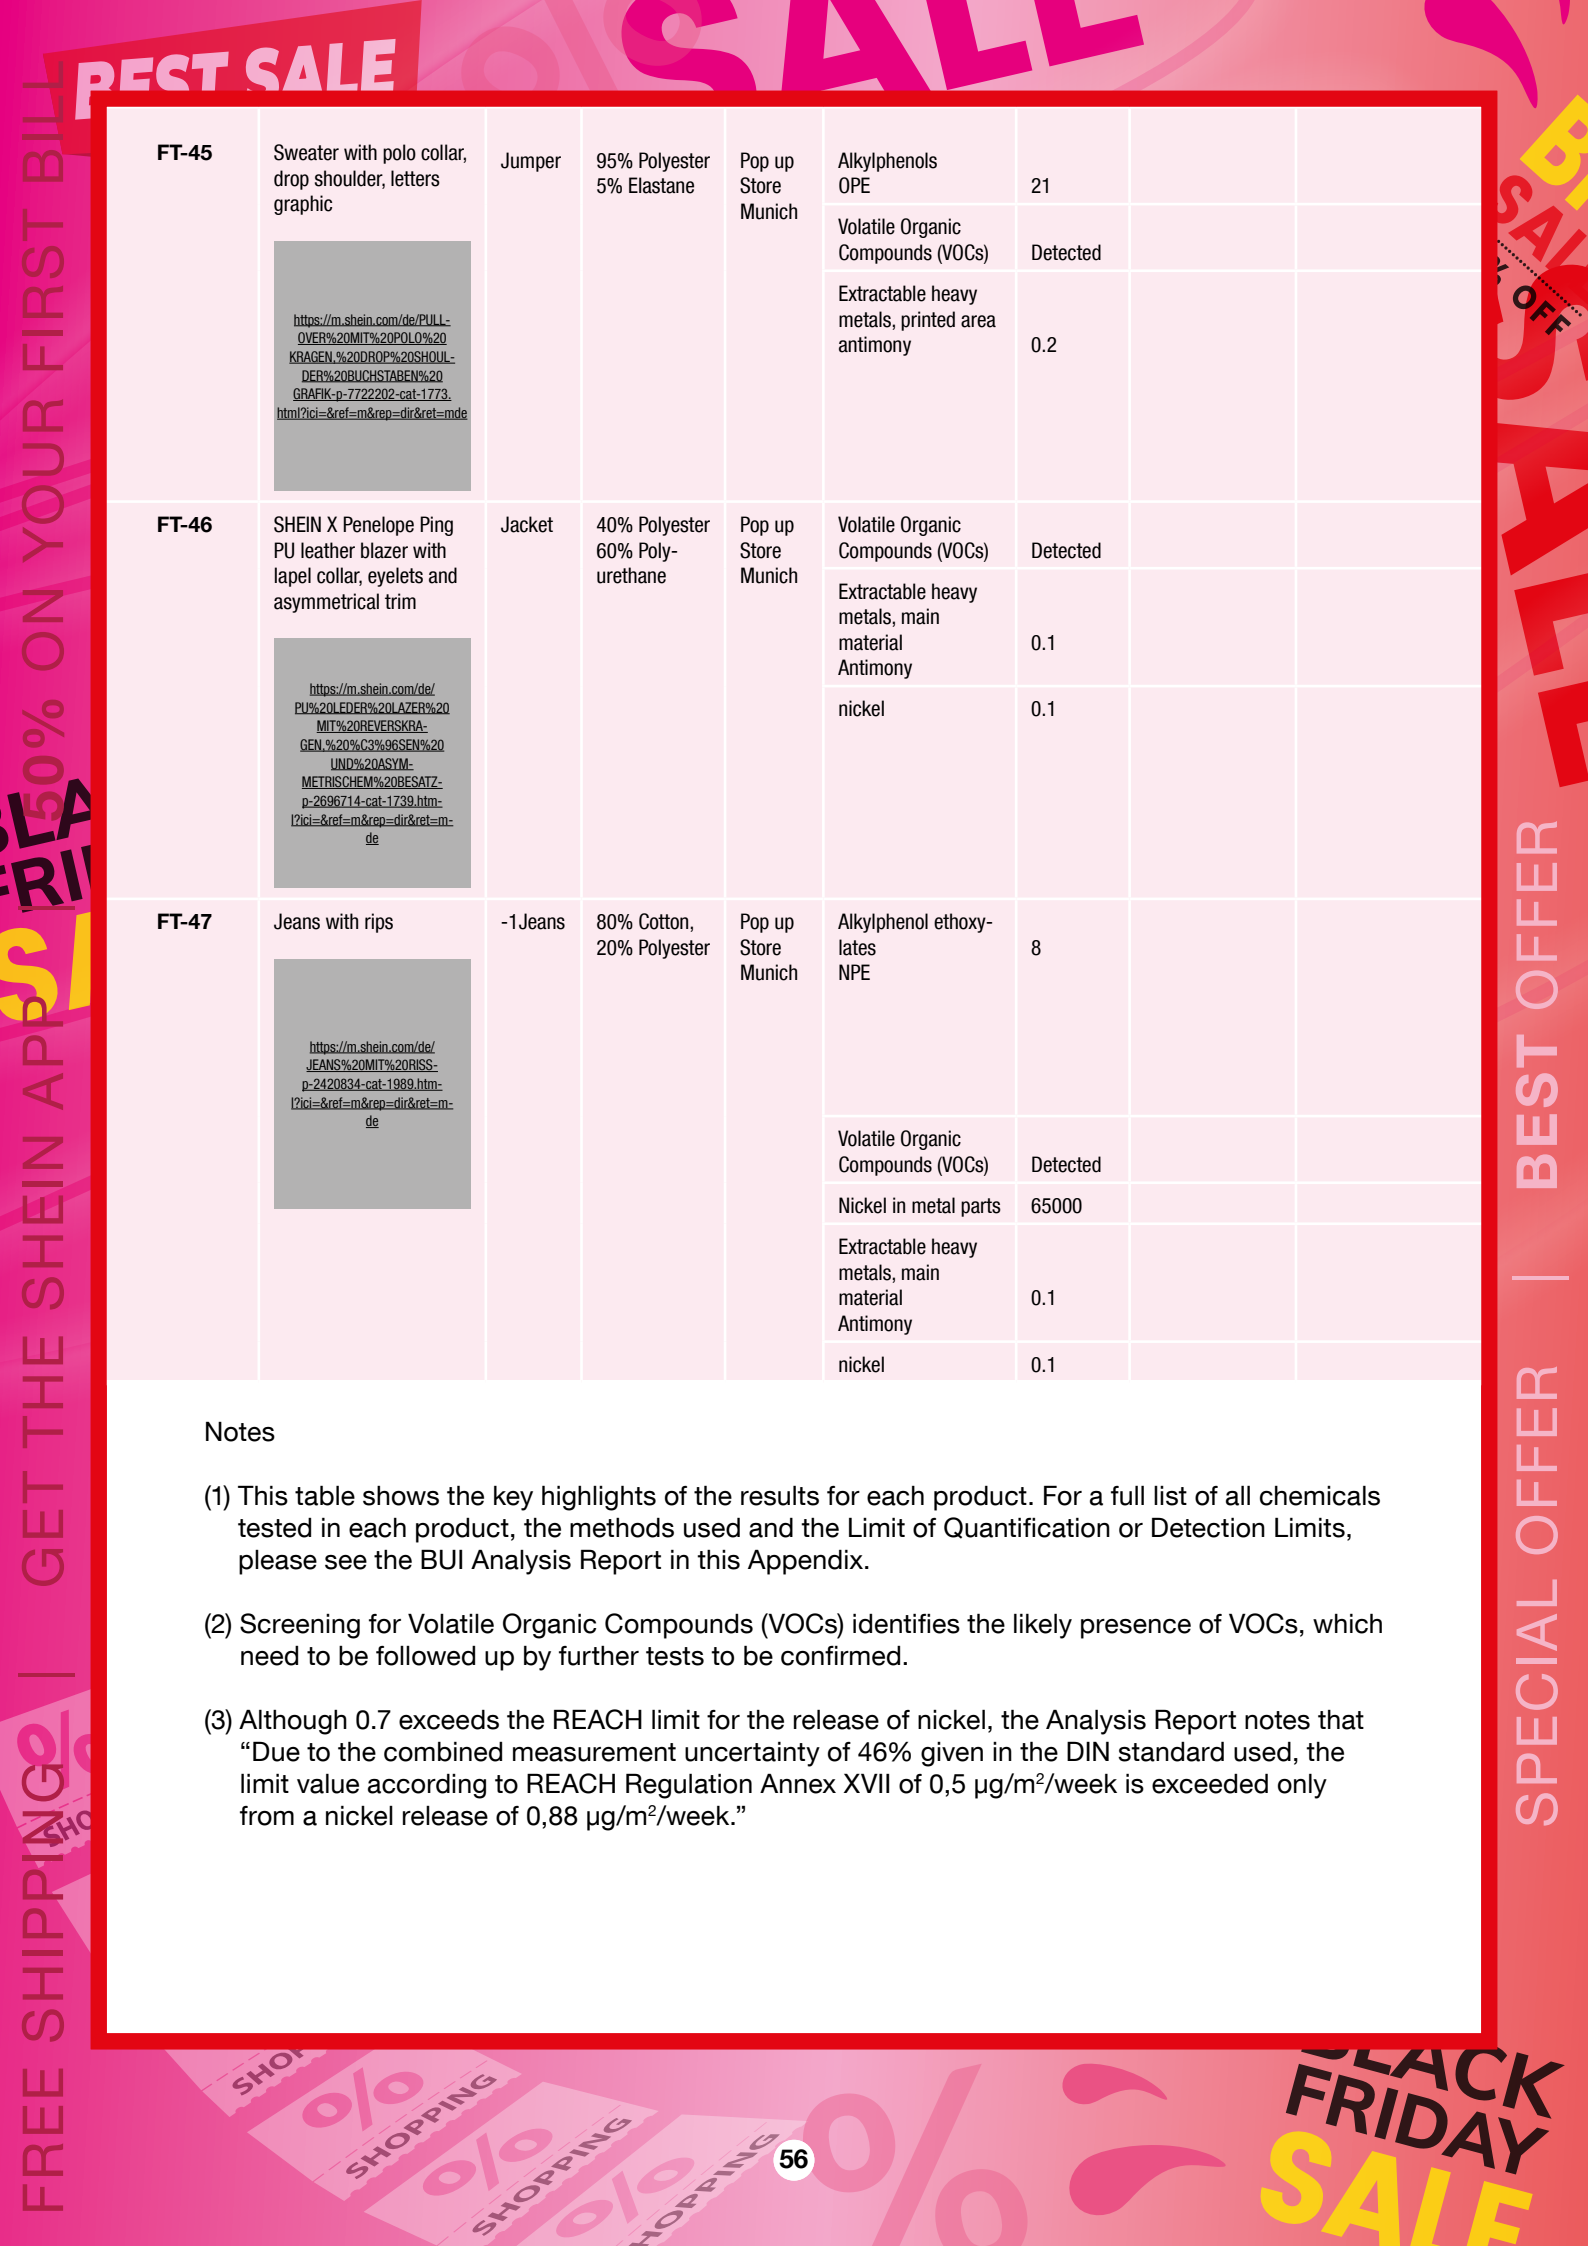 BEST SALE
SALE
FREE SHIPPING | GET THE SHEIN APP | 50% ON YOUR FIRST BILL
FT-45
Sweater with polo collar,
drop shoulder, letters
graphic
https://m.shein.com/de/PULL-
OVER%20MIT%20POLO%20
KRAGEN,%20DROP%20SHOUL-
DER%20BUCHSTABEN%20
GRAFIK-p-7722202-cat-1773.
html?ici=&ref=m&rep=dir&ret=mde
Jumper
95% Polyester
5% Elastane
Pop up
Store
Munich
Alkylphenols
OPE
21
Volatile Organic
Compounds (VOCs)
Detected
Extractable heavy
metals, printed area
antimony
0.2
FT-46
SHEIN X Penelope Ping
PU leather blazer with
lapel collar, eyelets and
asymmetrical trim
https://m.shein.com/de/
PU%20LEDER%20LAZER%20
MIT%20REVERSKRA-
GEN,%20%C3%96SEN%20
UND%20ASYM-
METRISCHEM%20BESATZ-
p-2696714-cat-1739.htm-
l?ici=&ref=m&rep=dir&ret=m-
de
Jacket
40% Polyester
60% Poly-
urethane
Pop up
Store
Munich
Volatile Organic
Compounds (VOCs)
Detected
Extractable heavy
metals, main
material
Antimony
0.1
nickel
0.1
FT-47
Jeans with rips
https://m.shein.com/de/
JEANS%20MIT%20RISS-
p-2420834-cat-1989.htm-
l?ici=&ref=m&rep=dir&ret=m-
de
-1Jeans
80% Cotton,
20% Polyester
Pop up
Store
Munich
Alkylphenol ethoxy-
lates
NPE
8
Volatile Organic
Compounds (VOCs)
Detected
Nickel in metal parts
65000
Extractable heavy
metals, main
material
Antimony
0.1
nickel
0.1
Notes
(1) This table shows the key highlights of the results for each product. For a full list of all chemicals
tested in each product, the methods used and the Limit of Quantification or Detection Limits,
please see the BUI Analysis Report in this Appendix.
(2) Screening for Volatile Organic Compounds (VOCs) identifies the likely presence of VOCs, which
need to be followed up by further tests to be confirmed.
(3) Although 0.7 exceeds the REACH limit for the release of nickel, the Analysis Report notes that
“Due to the combined measurement uncertainty of 46% given in the DIN standard used, the
limit value according to REACH Regulation Annex XVII of 0,5 µg/m²/week is exceeded only
from a nickel release of 0,88 µg/m²/week.”
% OFF
SALE
SPECIAL OFFER | BEST OFFER
% SHOPPING
% SHOPPING
%
56
BLACK
FRIDAY
SALE